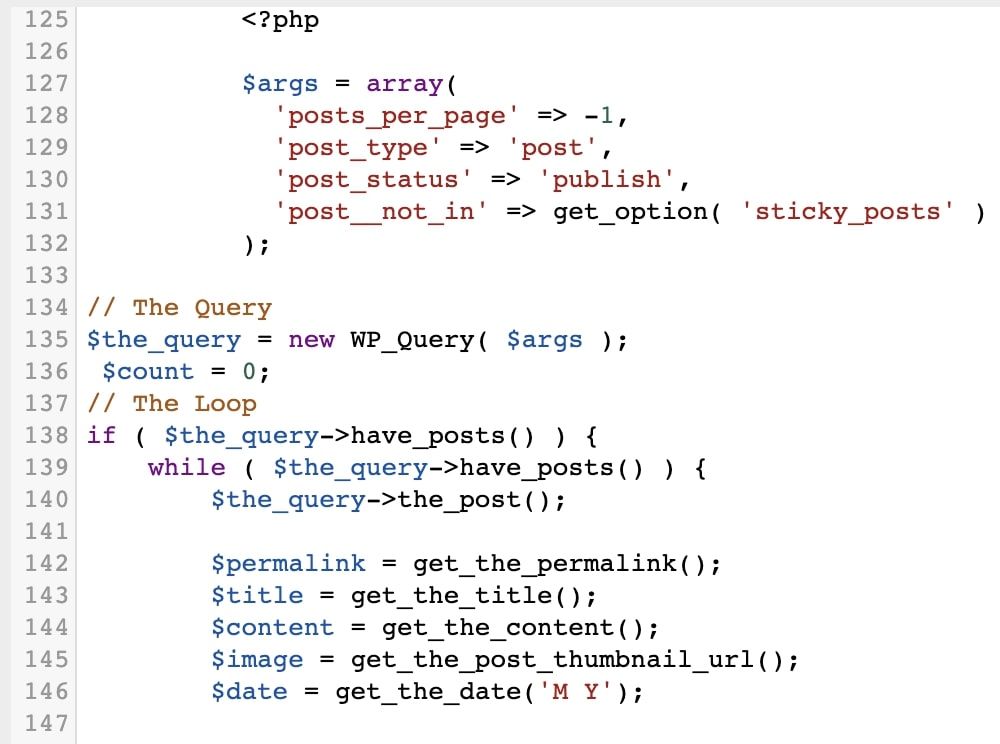 125 <?php
126
127 $args = array(
128 'posts_per_page' => -1,
129 'post_type' => 'post',
130 'post_status' => 'publish',
131 'post__not_in' => get_option( 'sticky_posts' )
132 );
133
134 // The Query
135 $the_query = new WP_Query( $args );
136 $count = 0;
137 // The Loop
138 if ( $the_query->have_posts() ) {
139 while ( $the_query->have_posts() ) {
140 $the_query->the_post();
141
142 $permalink = get_the_permalink();
143 $title = get_the_title();
144 $content = get_the_content();
145 $image = get_the_post_thumbnail_url();
146 $date = get_the_date('M Y');
147